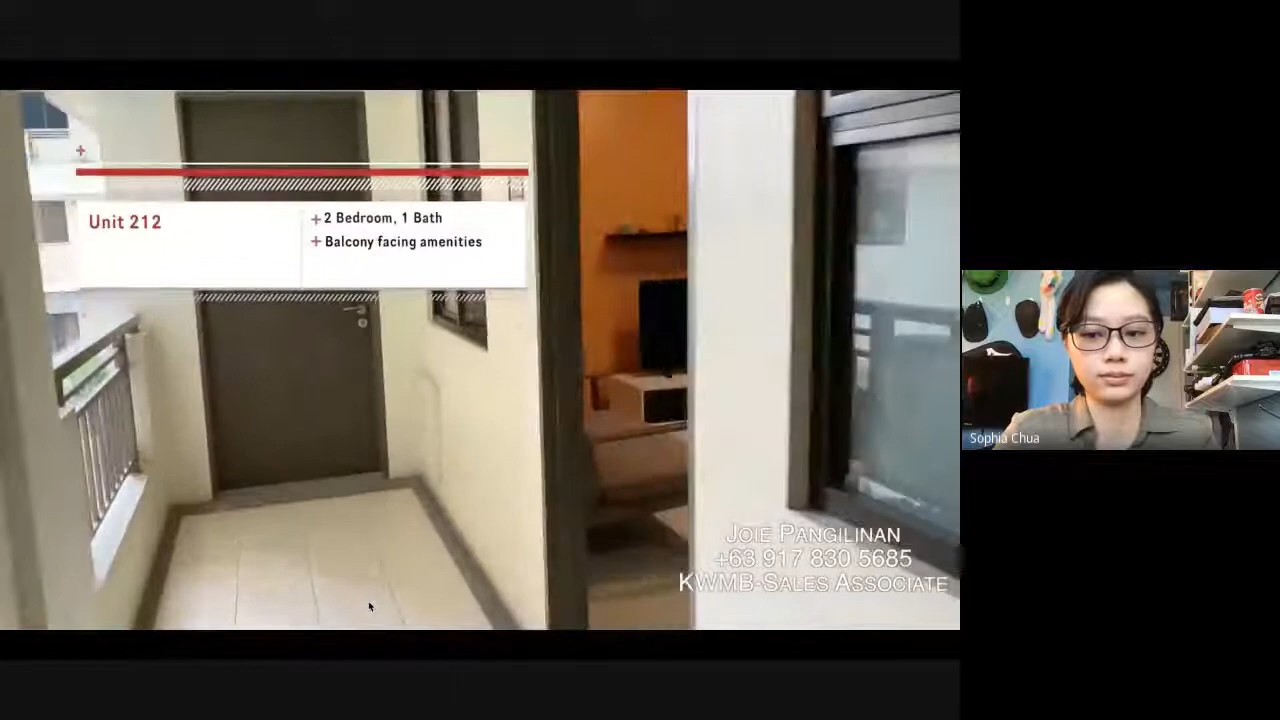 Unit 212
+ 2 Bedroom, 1 Bath
+ Balcony facing amenities
JOIE PANGILINAN
+63 917 830 5685
KWMB-SALES ASSOCIATE
Sophia Chua